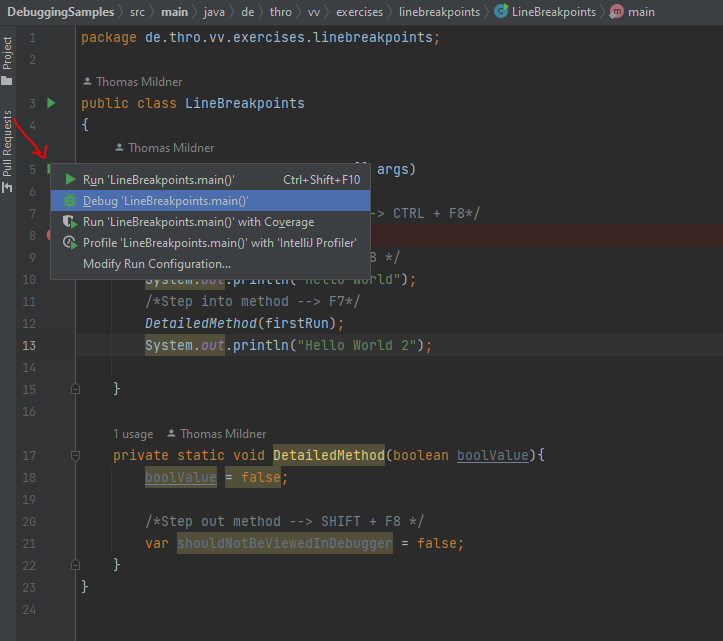 DebuggingSamples › src › main › java › de › thro › vv › exercises › linebreakpoints › LineBreakpoints › main
Project
Pull Requests
1 package de.thro.vv.exercises.linebreakpoints;
2
Thomas Mildner
3 public class LineBreakpoints
4 {
Thomas Mildner
5 args)
Run 'LineBreakpoints.main()' Ctrl+Shift+F10
6
Debug 'LineBreakpoints.main()'
7 --> CTRL + F8*/
Run 'LineBreakpoints.main()' with Coverage
8
Profile 'LineBreakpoints.main()' with 'IntelliJ Profiler'
9 8 */
Modify Run Configuration...
10 System.out.println("Hello World");
11 /*Step into method --> F7*/
12 DetailedMethod(firstRun);
13 System.out.println("Hello World 2");
14
15 }
16
1 usage Thomas Mildner
17 private static void DetailedMethod(boolean boolValue){
18 boolValue = false;
19
20 /*Step out method --> SHIFT + F8 */
21 var shouldNotBeViewedInDebugger = false;
22 }
23 }
24